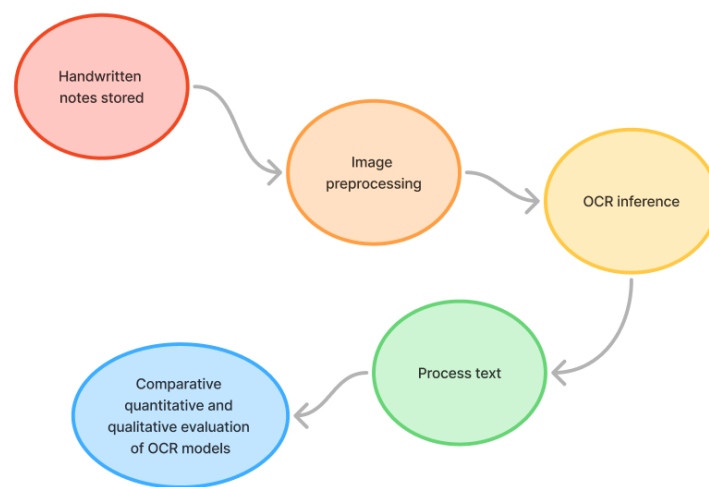 Handwritten
notes stored
Image
preprocessing
OCR inference
Process text
Comparative
quantitative and
qualitative evaluation
of OCR models